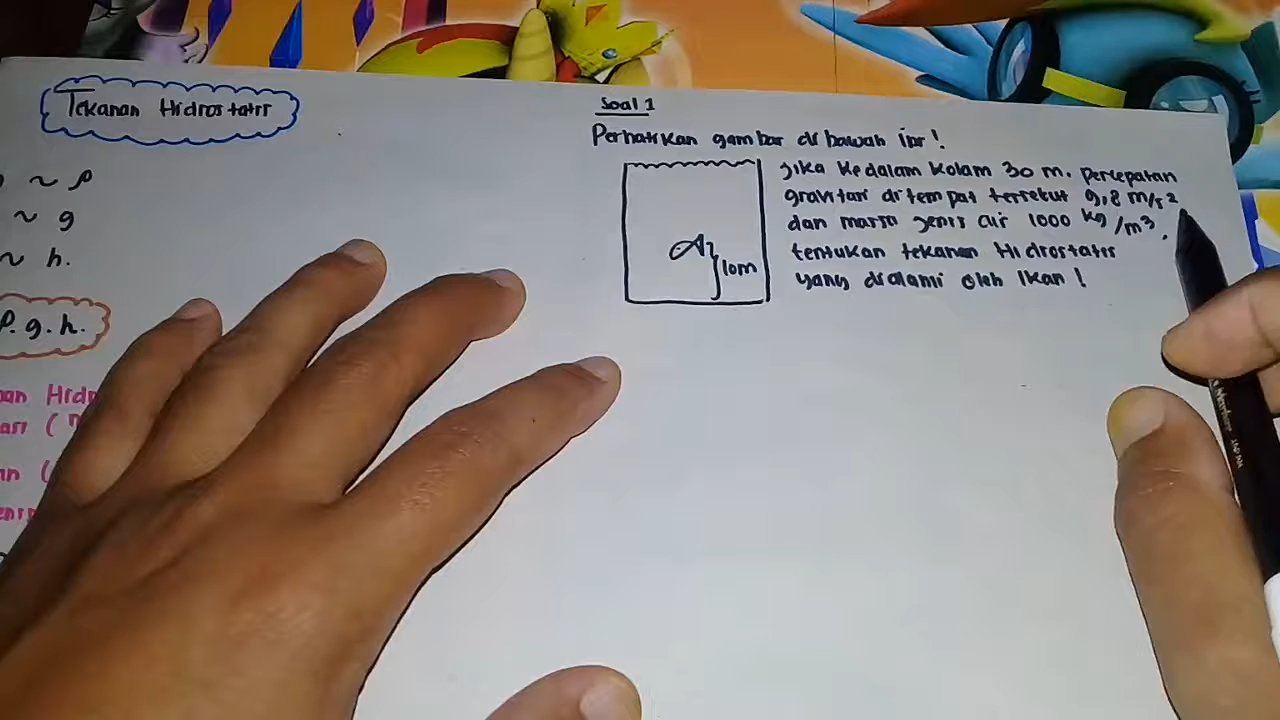 Tekanan Hidrostatis
~ ρ
~ g
~ h.
ρ.g.h.
Soal 1
Perhatikan gambar di bawah ini!
Jika kedalam kolam 30 m. percepatan
gravitasi di tempat tersebut 9,8 m/s²
dan massa jenis air 1000 kg/m³.
tentukan tekanan Hidrostatis
yang dialami oleh Ikan!
10m